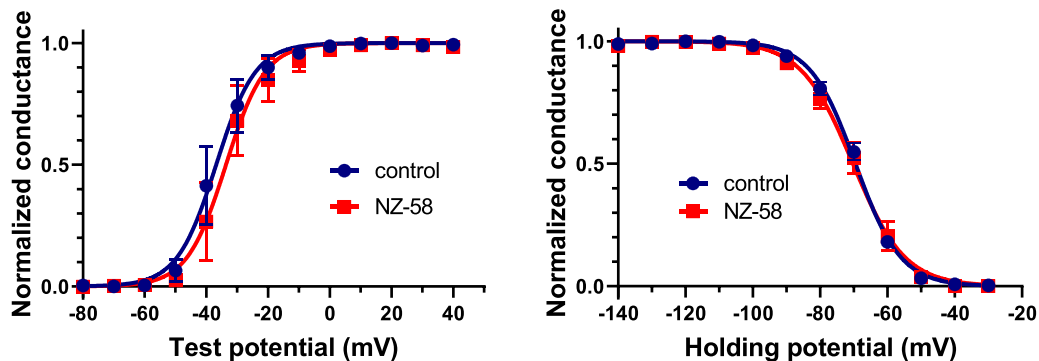 Normalized conductance
1.0
0.5
0.0
-80 -60 -40 -20 0 20 40
Test potential (mV)
control
NZ-58
Normalized conductance
1.0
0.5
0.0
-140 -120 -100 -80 -60 -40 -20
Holding potential (mV)
control
NZ-58